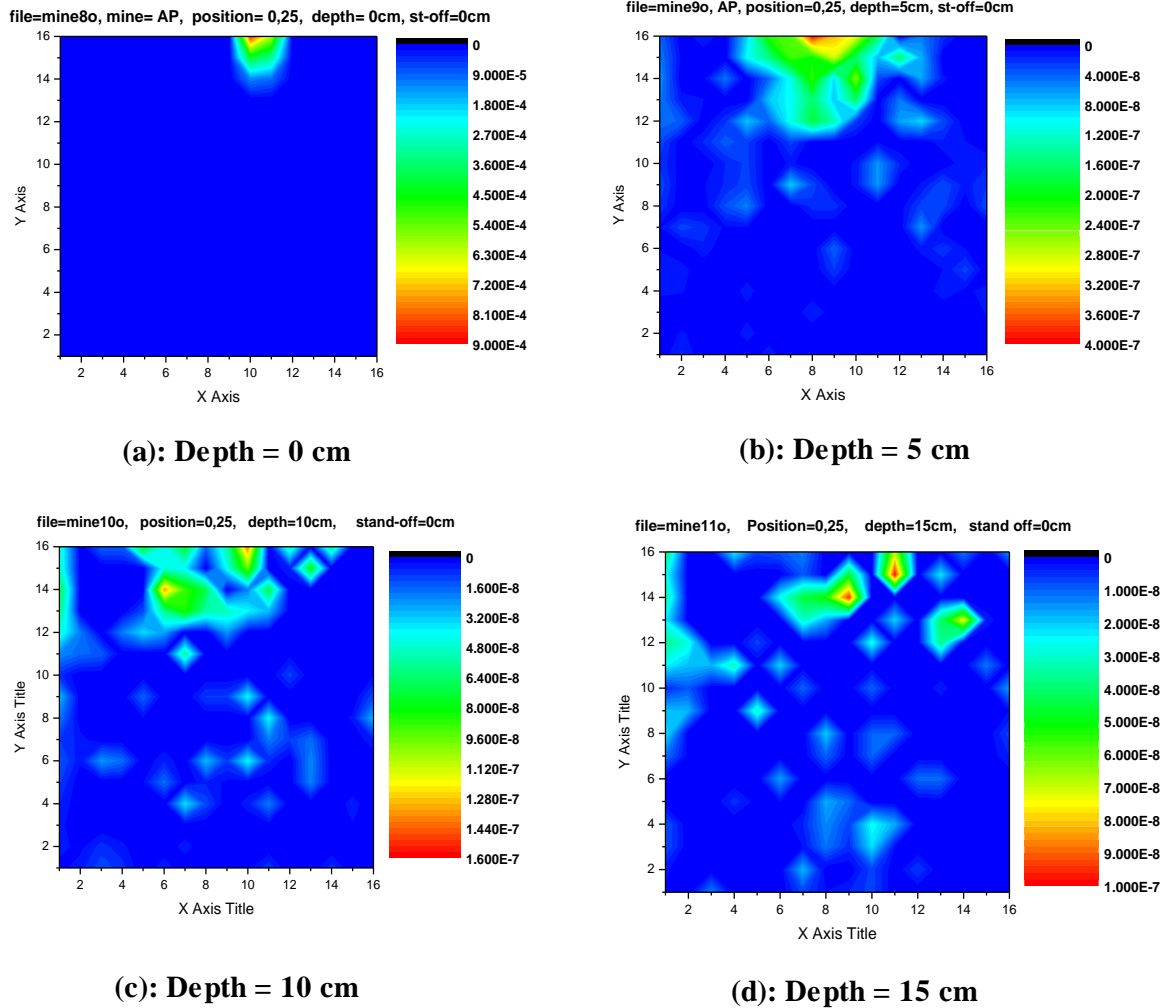 file=mine8o, mine= AP, position= 0,25, depth= 0cm, st-off=0cm
16
14
12
10
8
6
4
2
Y Axis
2 4 6 8 10 12 14 16
X Axis
0
9.000E-5
1.800E-4
2.700E-4
3.600E-4
4.500E-4
5.400E-4
6.300E-4
7.200E-4
8.100E-4
9.000E-4
(a): Depth = 0 cm
file=mine9o, AP, position=0,25, depth=5cm, st-off=0cm
16
14
12
10
8
6
4
2
Y Axis
2 4 6 8 10 12 14 16
X Axis
0
4.000E-8
8.000E-8
1.200E-7
1.600E-7
2.000E-7
2.400E-7
2.800E-7
3.200E-7
3.600E-7
4.000E-7
(b): Depth = 5 cm
file=mine10o, position=0,25, depth=10cm, stand-off=0cm
16
14
12
10
8
6
4
2
Y Axis Title
2 4 6 8 10 12 14 16
X Axis Title
0
1.600E-8
3.200E-8
4.800E-8
6.400E-8
8.000E-8
9.600E-8
1.120E-7
1.280E-7
1.440E-7
1.600E-7
(c): Depth = 10 cm
file=mine11o, Position=0,25, depth=15cm, stand off=0cm
16
14
12
10
8
6
4
2
Y Axis Title
2 4 6 8 10 12 14 16
X Axis Title
0
1.000E-8
2.000E-8
3.000E-8
4.000E-8
5.000E-8
6.000E-8
7.000E-8
8.000E-8
9.000E-8
1.000E-7
(d): Depth = 15 cm